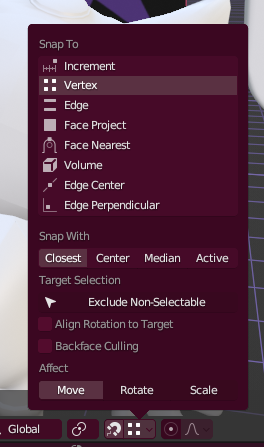 Snap To
Increment
Vertex
Edge
Face Project
Face Nearest
Volume
Edge Center
Edge Perpendicular
Snap With
Closest Center Median Active
Target Selection
Exclude Non-Selectable
Align Rotation to Target
Backface Culling
Affect
Move Rotate Scale
Global